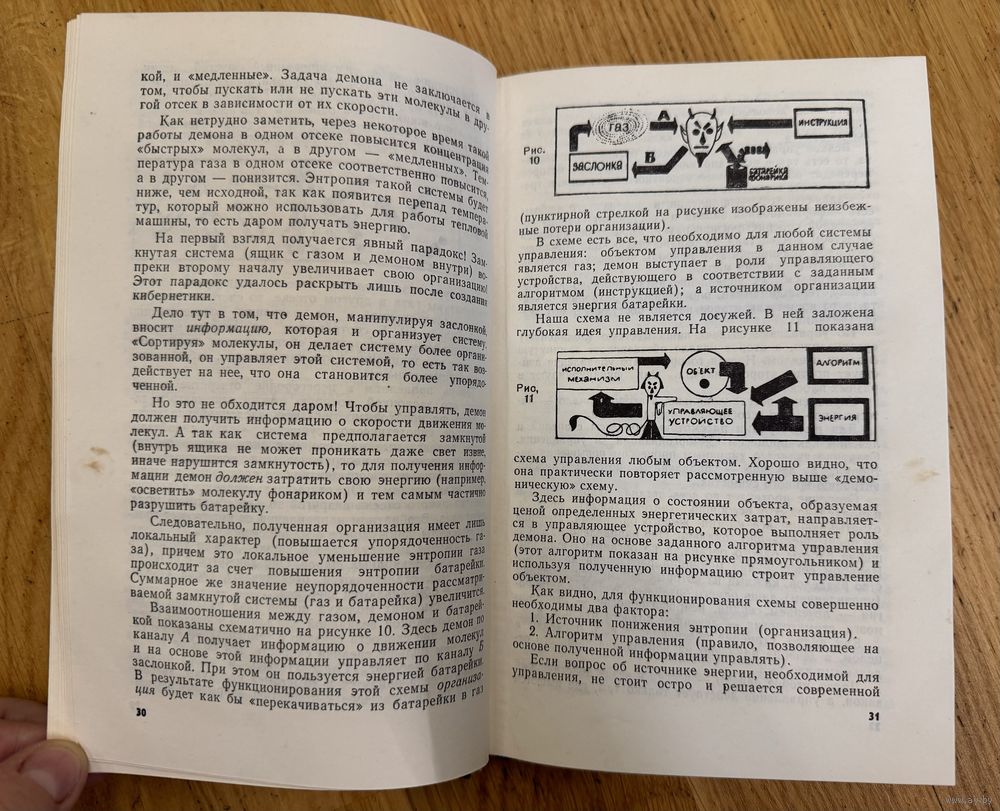 кой, и «медленные». Задача демона не заключается в
том, чтобы пускать или не пускать эти молекулы в дру-
гой отсек в зависимости от их скорости.
Как нетрудно заметить, через некоторое время такой
работы демона в одном отсеке повысится концентрация
«быстрых» молекул, а в другом — «медленных». Тем-
пература газа в одном отсеке соответственно повысится,
а в другом — понизится. Энтропия такой системы будет
ниже, чем исходной, так как появится перепад темпера-
тур, который можно использовать для работы тепловой
машины, то есть даром получать энергию.
На первый взгляд получается явный парадокс! Зам-
кнутая система (ящик с газом и демоном внутри) во-
преки второму началу увеличивает свою организацию!
Этот парадокс удалось раскрыть лишь после создания
кибернетики.
Дело тут в том, что демон, манипулируя заслонкой,
вносит информацию, которая и организует систему.
«Сортируя» молекулы, он делает систему более органи-
зованной, он управляет этой системой, то есть так воз-
действует на нее, что она становится более упорядо-
ченной.
Но это не обходится даром! Чтобы управлять, демон
должен получить информацию о скорости движения мо-
лекул. А так как система предполагается замкнутой
(внутрь ящика не может проникать даже свет извне,
иначе нарушится замкнутость), то для получения инфор-
мации демон должен затратить свою энергию (например,
«осветить» молекулу фонариком) и тем самым частично
разрушить батарейку.
Следовательно, полученная организация имеет лишь
локальный характер (повышается упорядоченность га-
за), причем это локальное уменьшение энтропии газа
происходит за счет повышения энтропии батарейки.
Суммарное же значение неупорядоченности рассматри-
ваемой замкнутой системы (газ и батарейка) увеличится.
Взаимоотношения между газом, демоном и батарей-
кой показаны схематично на рисунке 10. Здесь демон по
каналу А получает информацию о движении молекул
и на основе этой информации управляет по каналу Б
заслонкой. При этом он пользуется энергией батарейки.
В результате функционирования этой схемы организа-
ция будет как бы «перекачиваться» из батарейки в газ
30
Рис.
10
ГАЗ
А
ИНСТРУКЦИЯ
ЗАСЛОНКА
Б
БАТАРЕЙКА
ФОНАРИКА
(пунктирной стрелкой на рисунке изображены неизбеж-
ные потери организации).
В схеме есть все, что необходимо для любой системы
управления: объектом управления в данном случае
является газ; демон выступает в роли управляющего
устройства, действующего в соответствии с заданным
алгоритмом (инструкцией); а источником организации
является энергия батарейки.
Наша схема не является досужей. В ней заложена
глубокая идея управления. На рисунке 11 показана
Рис,
11
ИСПОЛНИТЕЛЬНЫЙ
МЕХАНИЗМ
ОБЪЕКТ
АЛГОРИТМ
УПРАВЛЯЮЩЕЕ
УСТРОЙСТВО
ЭНЕРГИЯ
схема управления любым объектом. Хорошо видно, что
она практически повторяет рассмотренную выше «демо-
ническую» схему.
Здесь информация о состоянии объекта, образуемая
ценой определенных энергетических затрат, направляет-
ся в управляющее устройство, которое выполняет роль
демона. Оно на основе заданного алгоритма управления
(этот алгоритм показан на рисунке прямоугольником) и
используя полученную информацию строит управление
объектом.
Как видно, для функционирования схемы совершенно
необходимы два фактора:
1. Источник понижения энтропии (организация).
2. Алгоритм управления (правило, позволяющее на
основе полученной информации управлять).
Если вопрос об источнике энергии, необходимой для
управления, не стоит остро и решается современной
31
www.ay.by